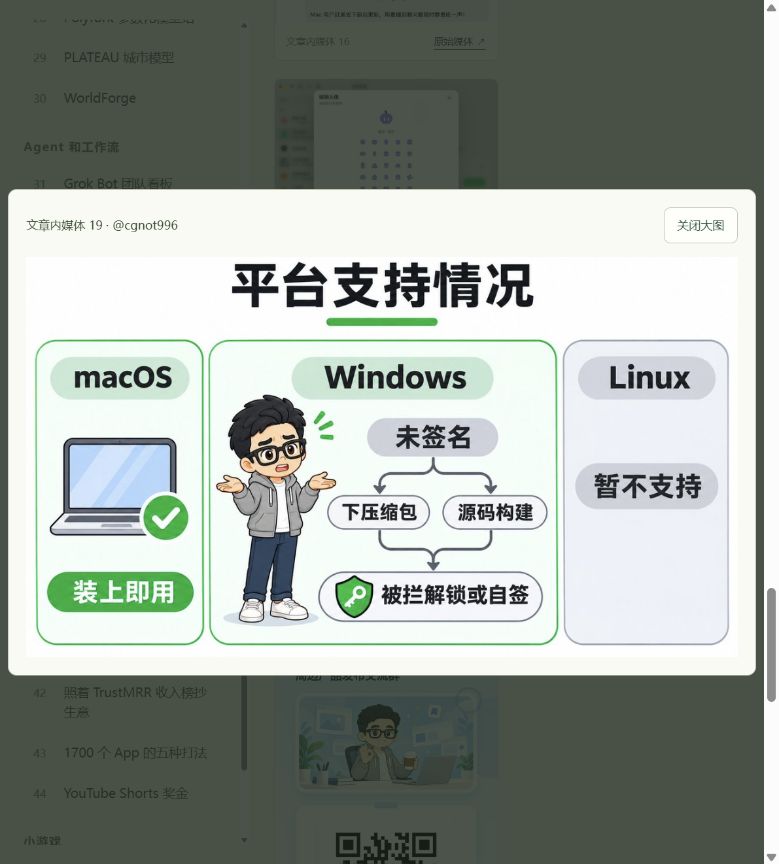 29 PLATEAU 城市模型
30 WorldForge
Agent 和工作流
31 Grok Bot 团队看板
文章内媒体 16
原始媒体 ↗
文章内媒体 19 · @cgnot996
关闭大图
平台支持情况
macOS
装上即用
Windows
未签名
下压缩包
源码构建
被拦解锁或自签
Linux
暂不支持
42 照着 TrustMRR 收入榜抄
生意
43 1700 个 App 的五种打法
44 YouTube Shorts 奖金
小游戏